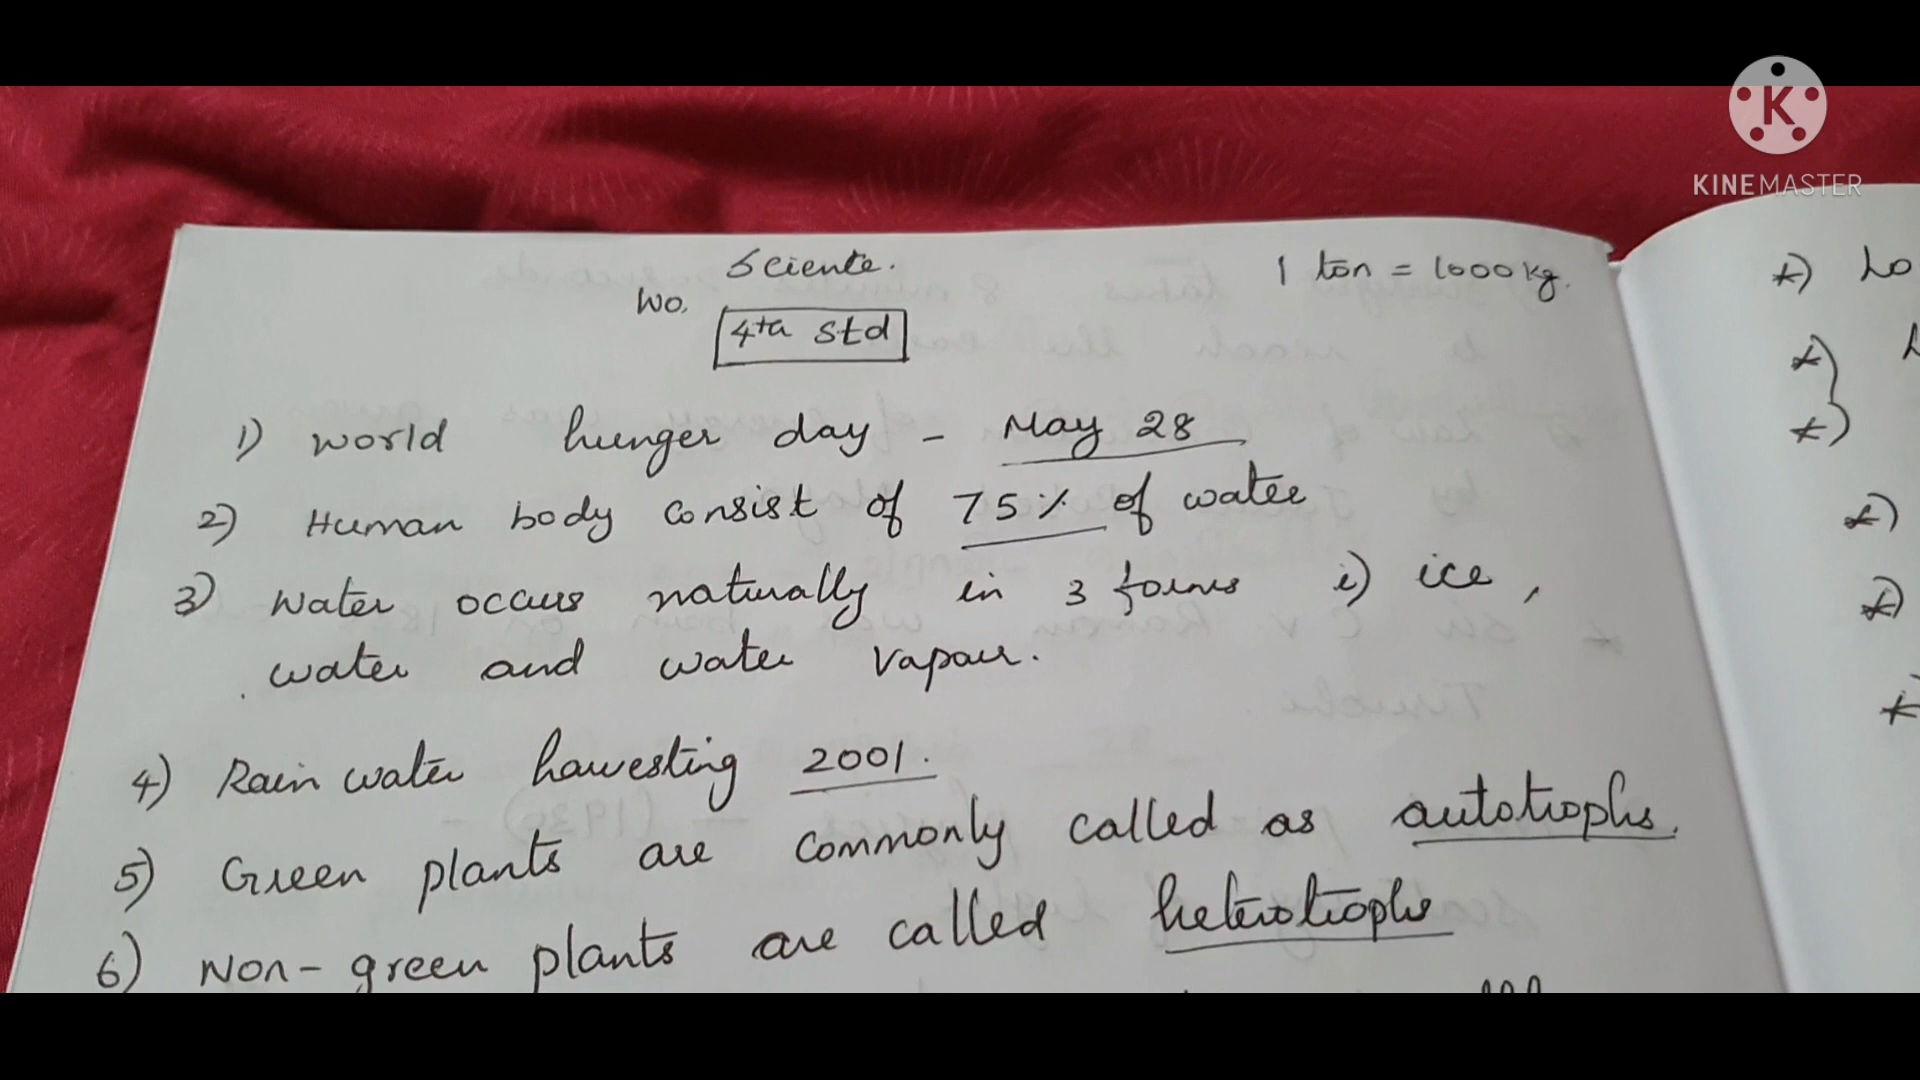 KINEMASTER
Science.
1 ton = 1000 kg.
Wo.
4th Std
1) World hunger day - May 28
2) Human body consist of 75% of water
3) Water occurs naturally in 3 forms i) ice,
water and water vapour.
4) Rain water harvesting 2001.
5) Green plants are commonly called as autotrophs.
6) Non-green plants are called heterotrophs